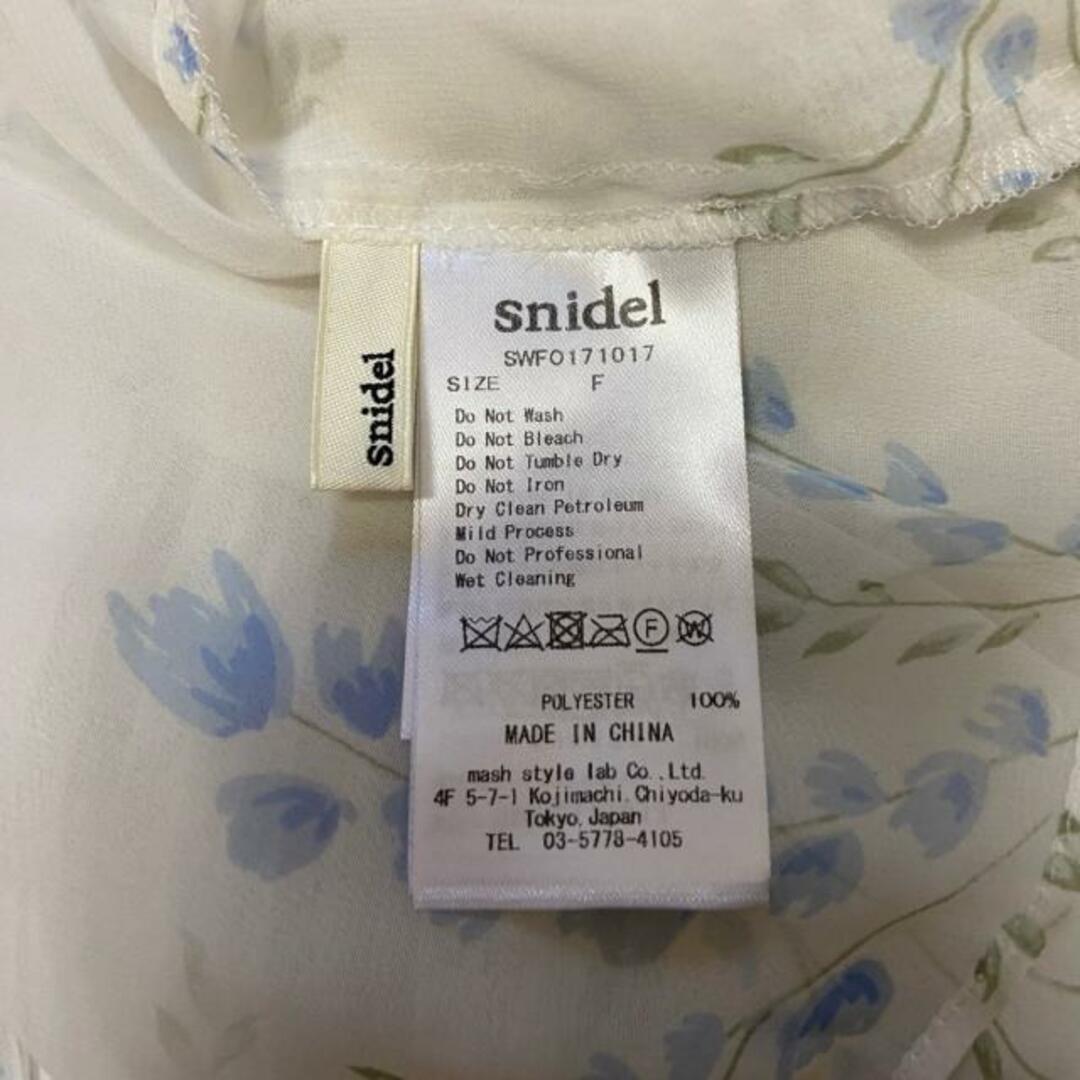 snidel
snidel
SWFO171017
SIZE F
Do Not Wash
Do Not Bleach
Do Not Tumble Dry
Do Not Iron
Dry Clean Petroleum
Mild Process
Do Not Professional
Wet Cleaning
F W
POLYESTER 100%
MADE IN CHINA
mash style lab Co.,Ltd.
4F 5-7-1 Kojimachi.Chiyoda-ku
Tokyo.Japan
TEL 03-5778-4105